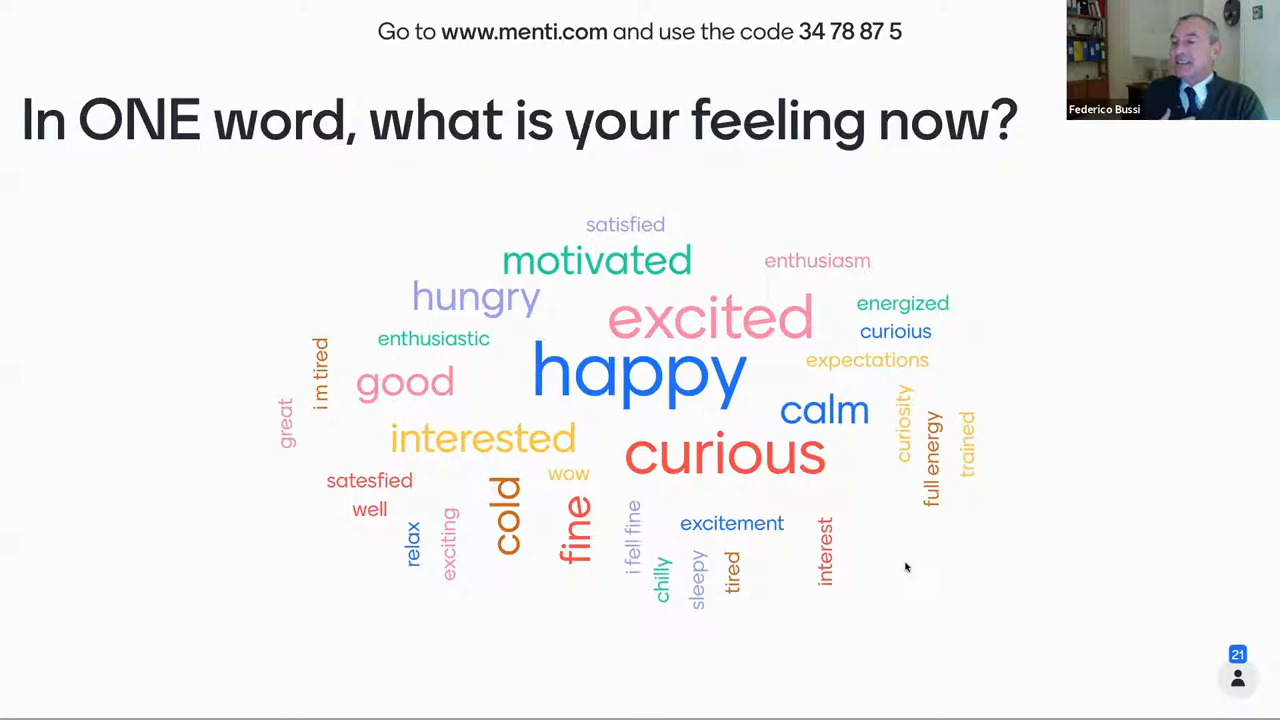 Go to www.menti.com and use the code 34 78 87 5
Federico Bussi
In ONE word, what is your feeling now?
satisfied
motivated
enthusiasm
hungry
excited
energized
curioius
enthusiastic
happy
expectations
i m tired
good
great
calm
curiosity
full energy
trained
interested
curious
satesfied
wow
well
cold
fine
relax
exciting
i fell fine
excitement
interest
chilly
sleepy
tired
21